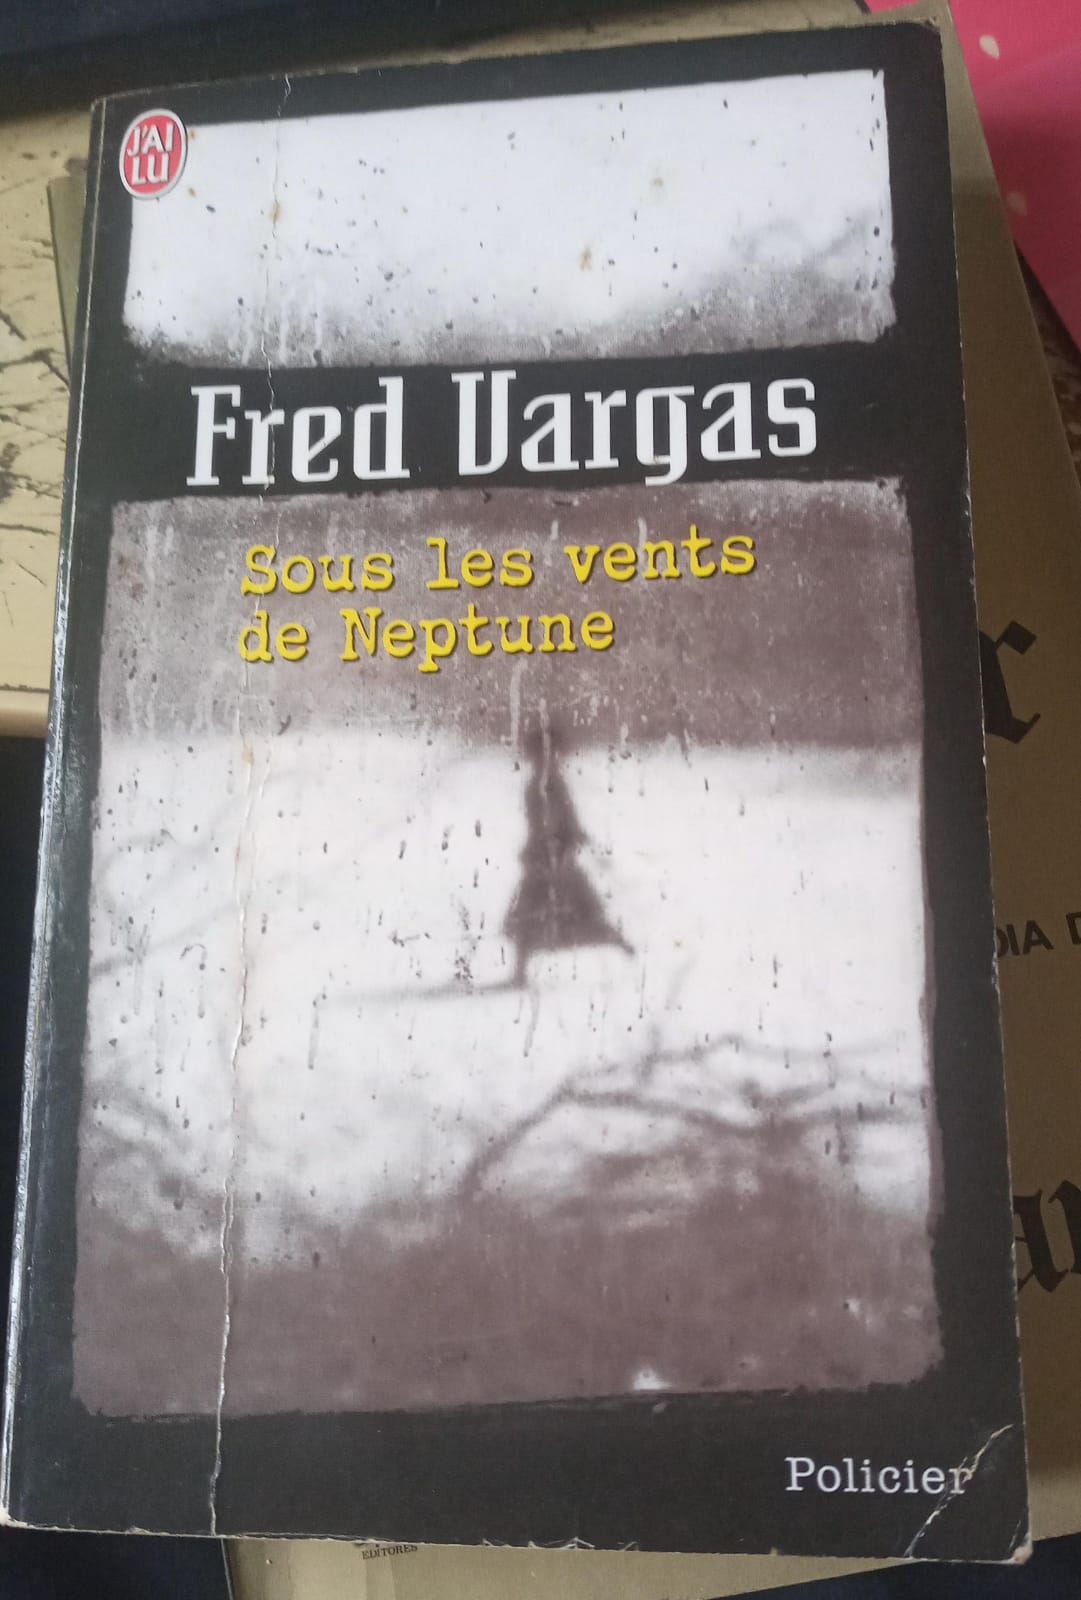 J'AI
LU
Fred Vargas
Sous les vents
de Neptune
Policier
EDITORES